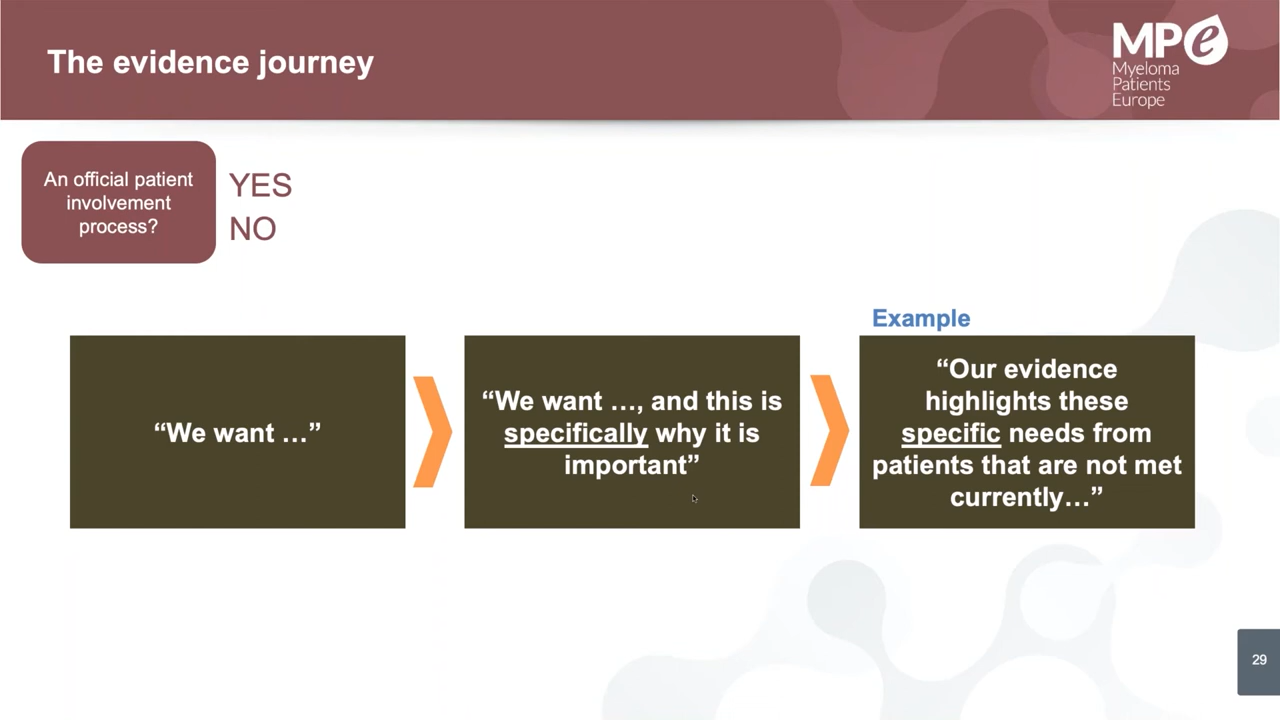 The evidence journey
MPe
Myeloma
Patients
Europe
An official patient
involvement
process?
YES
NO
“We want …”
“We want …, and this is
specifically why it is
important”
Example
“Our evidence
highlights these
specific needs from
patients that are not met
currently…”
29